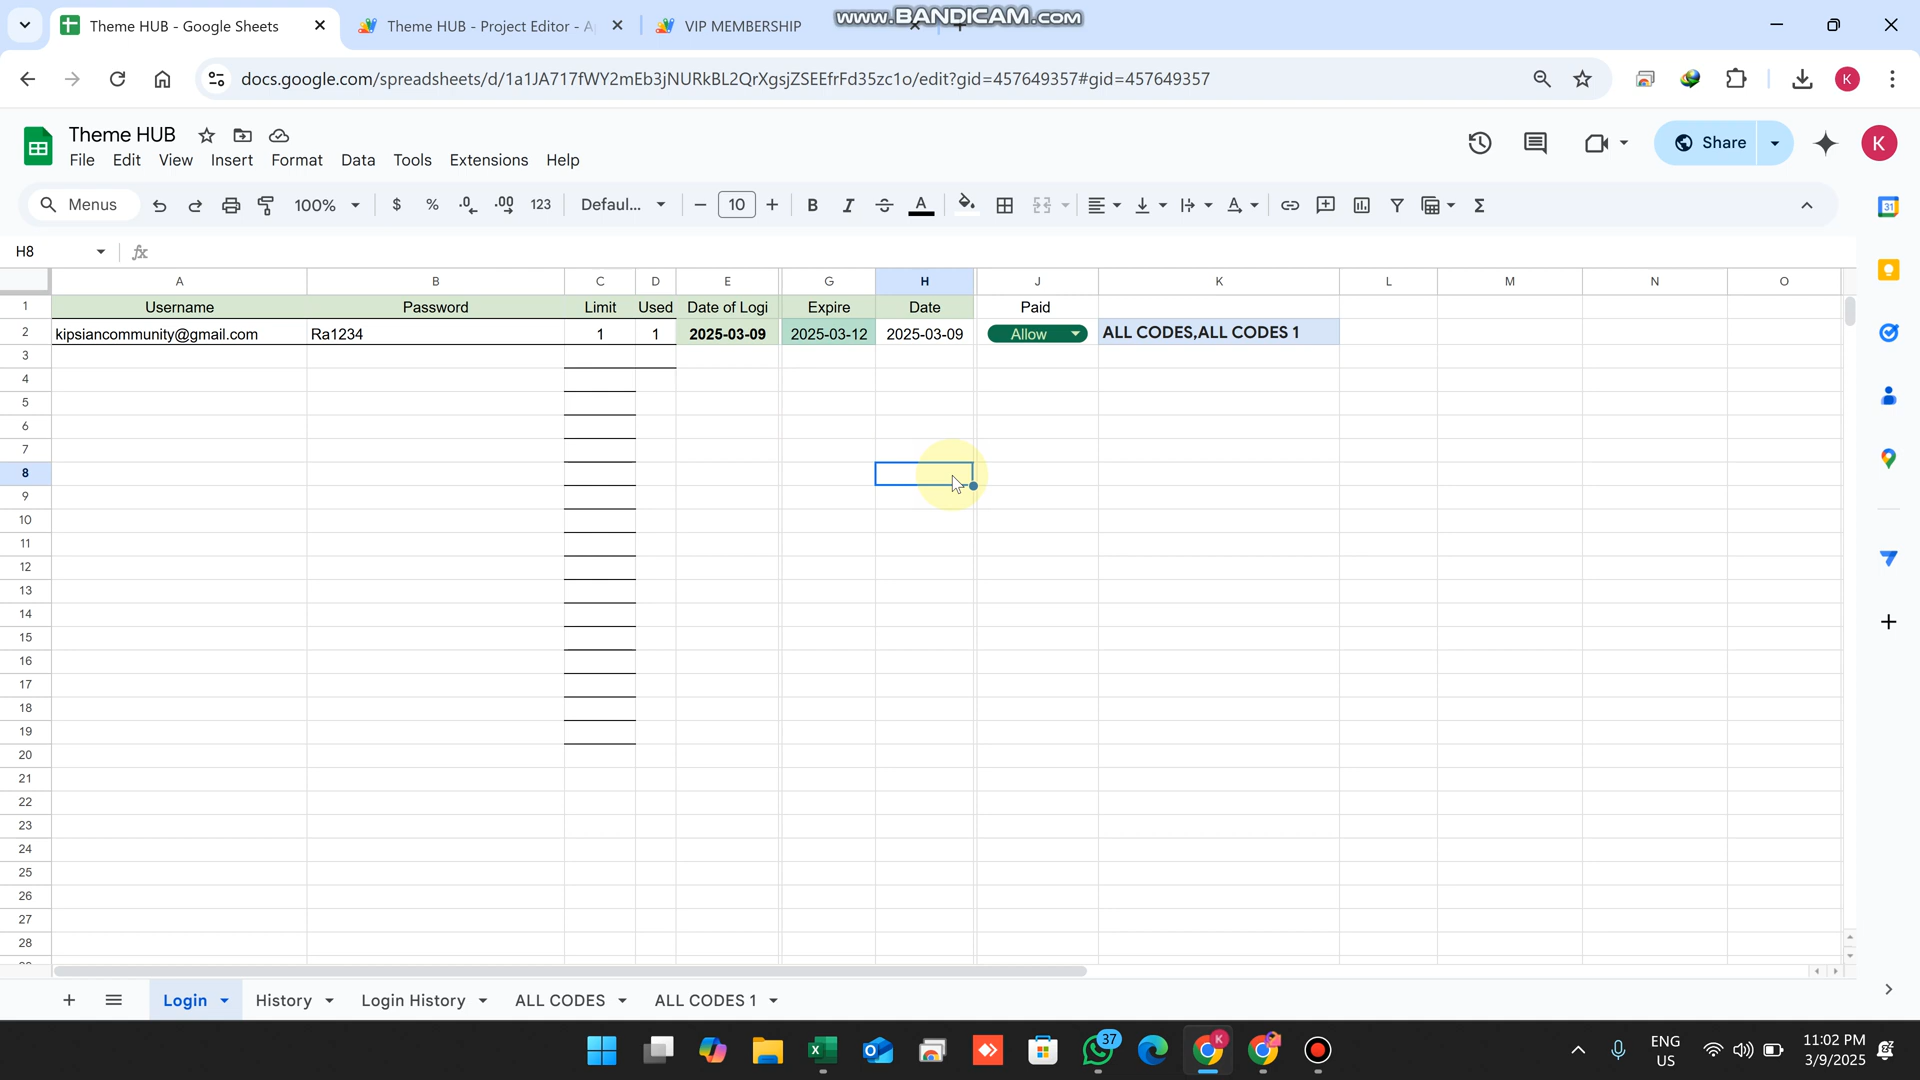 Theme HUB - Google Sheets
Theme HUB - Project Editor - A
VIP MEMBERSHIP
www.BANDICAM.com
docs.google.com/spreadsheets/d/1a1JA717fWY2mEb3jNURkBL2QrXgsjZSEEfrFd35zc1o/edit?gid=457649357#gid=457649357
K
Theme HUB
File Edit View Insert Format Data Tools Extensions Help
Share
K
Menus
100%
$ % .0 .00 123
Defaul...
10
B I A
31
H8
fx
A B C D E G H J K L M N O
1 Username Password Limit Used Date of Logi Expire Date Paid
2 kipsiancommunity@gmail.com Ra1234 1 1 2025-03-09 2025-03-12 2025-03-09 Allow ALL CODES,ALL CODES 1
3
4
5
6
7
8
9
10
11
12
13
14
15
16
17
18
19
20
21
22
23
24
25
26
27
28
Login History Login History ALL CODES ALL CODES 1
37
K
ENG
US
11:02 PM
3/9/2025